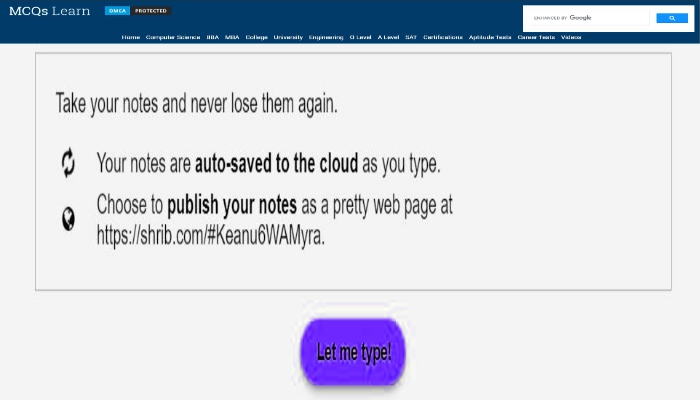 MCQs Learn
DMCA PROTECTED
ENHANCED BY Google
Home Computer Science BBA MBA College University Engineering O Level A Level SAT Certifications Aptitude Tests Career Tests Videos
Take your notes and never lose them again.
Your notes are auto-saved to the cloud as you type.
Choose to publish your notes as a pretty web page at
https://shrib.com/#Keanu6WAMyra.
Let me type!